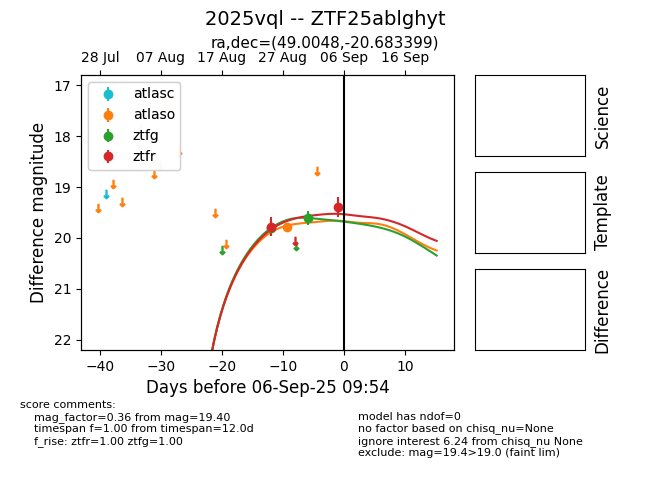 2025vql -- ZTF25ablghyt
ra,dec=(49.0048,-20.683399)
28 Jul 07 Aug 17 Aug 27 Aug 06 Sep 16 Sep
atlasc
atlaso
ztfg
ztfr
17
18
19
20
21
22
Difference magnitude
−40 −30 −20 −10 0 10
Days before 06-Sep-25 09:54
Science
Template
Difference
score comments:
mag_factor=0.36 from mag=19.40
timespan f=1.00 from timespan=12.0d
f_rise: ztfr=1.00 ztfg=1.00
model has ndof=0
no factor based on chisq_nu=None
ignore interest 6.24 from chisq_nu None
exclude: mag=19.4>19.0 (faint lim)